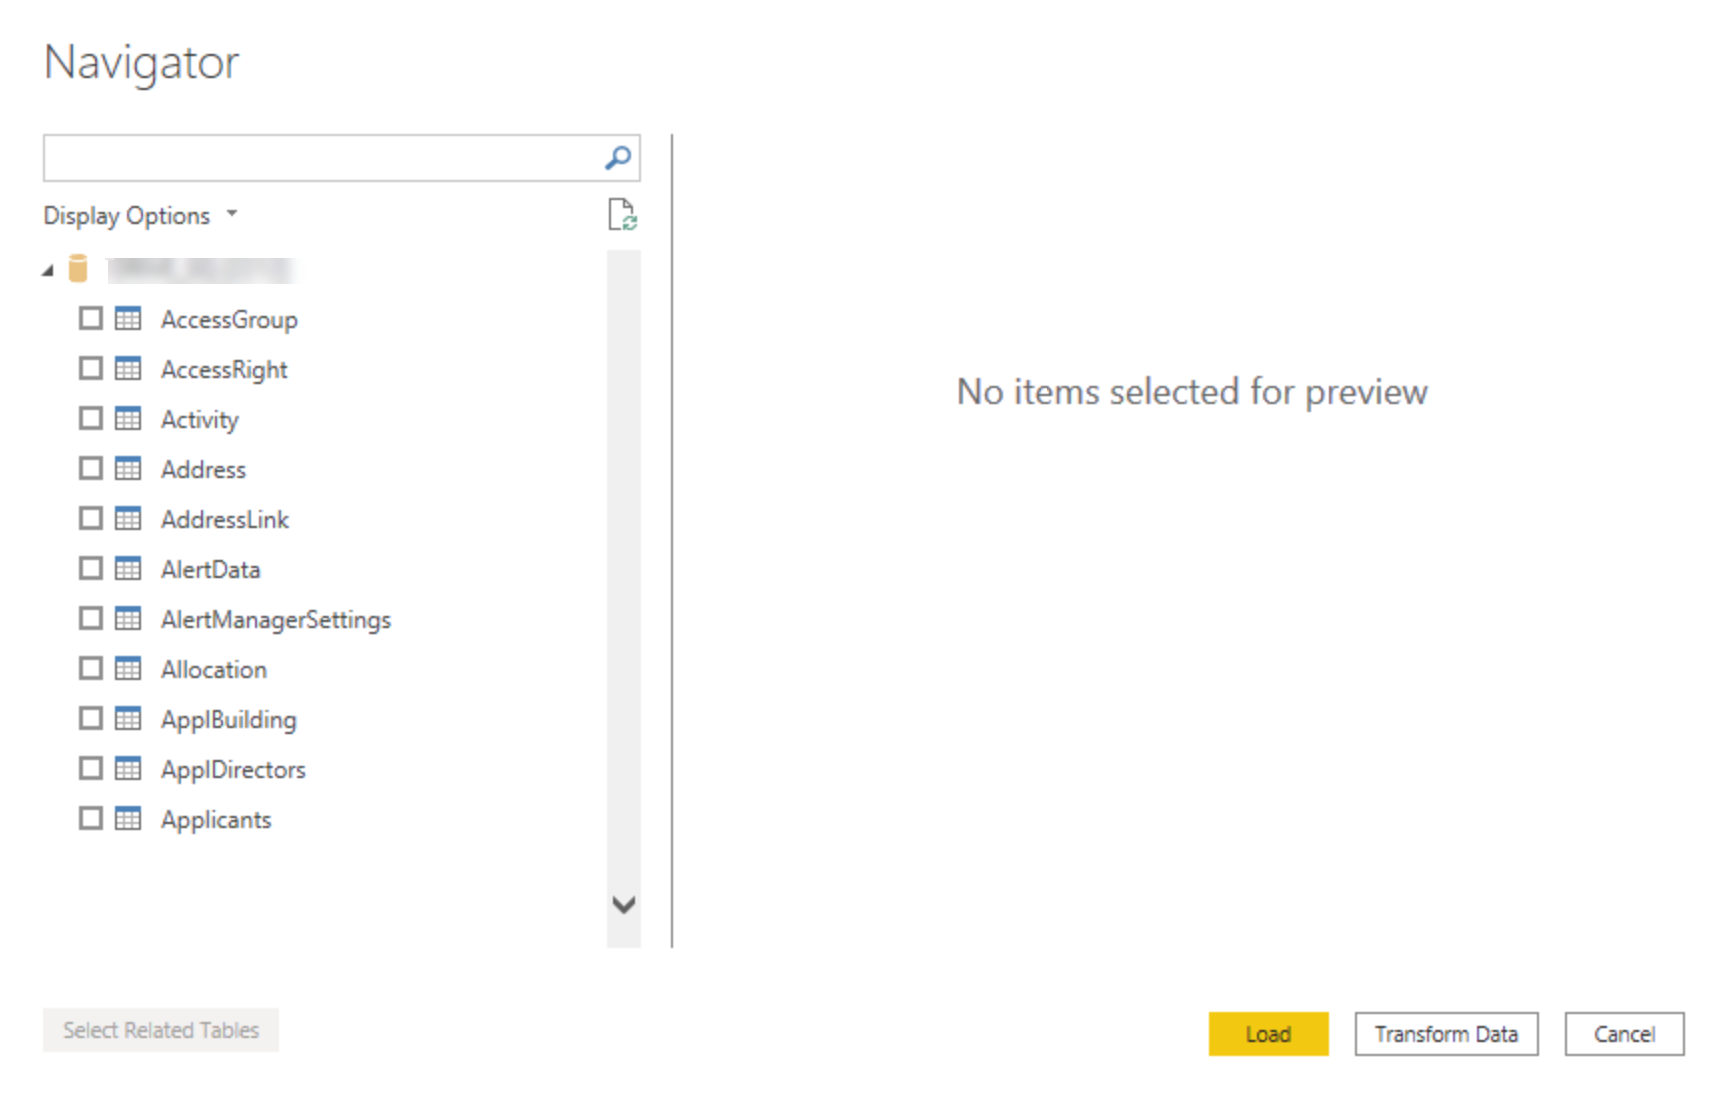 Navigator
Display Options
AccessGroup
AccessRight
Activity
Address
AddressLink
AlertData
AlertManagerSettings
Allocation
ApplBuilding
ApplDirectors
Applicants
No items selected for preview
Select Related Tables
Load
Transform Data
Cancel